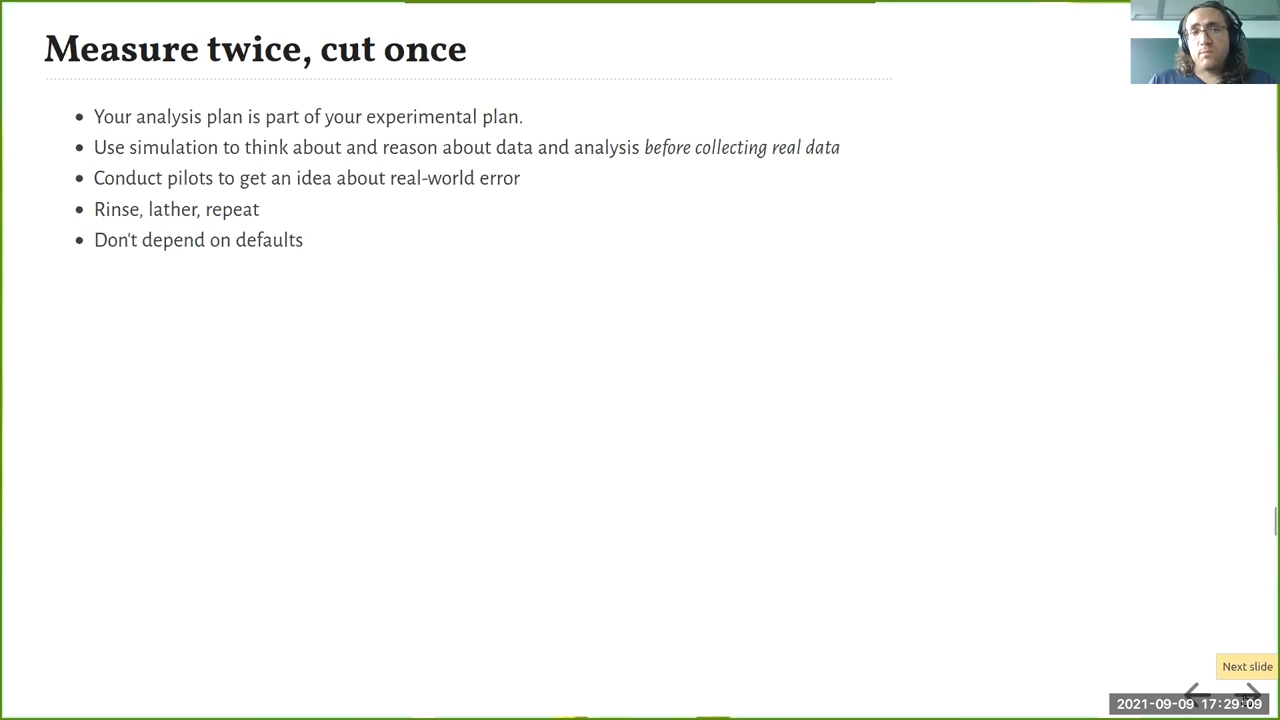 Measure twice, cut once
Your analysis plan is part of your experimental plan.
Use simulation to think about and reason about data and analysis before collecting real data
Conduct pilots to get an idea about real-world error
Rinse, lather, repeat
Don't depend on defaults
Next slide
2021-09-09 17:29:09